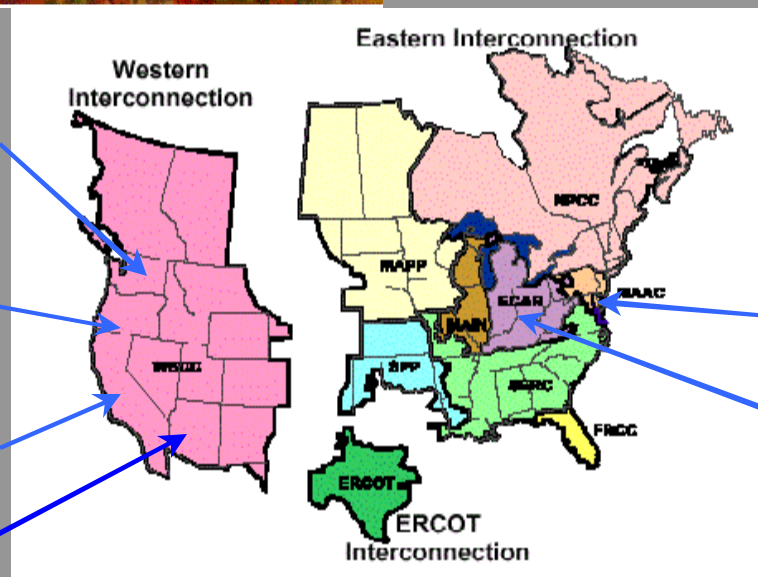 Eastern Interconnection
Western
Interconnection
NPCC
MAPP
ECAR
MAAC
MAIN
SPP
SERC
FRCC
ERCOT
ERCOT
Interconnection